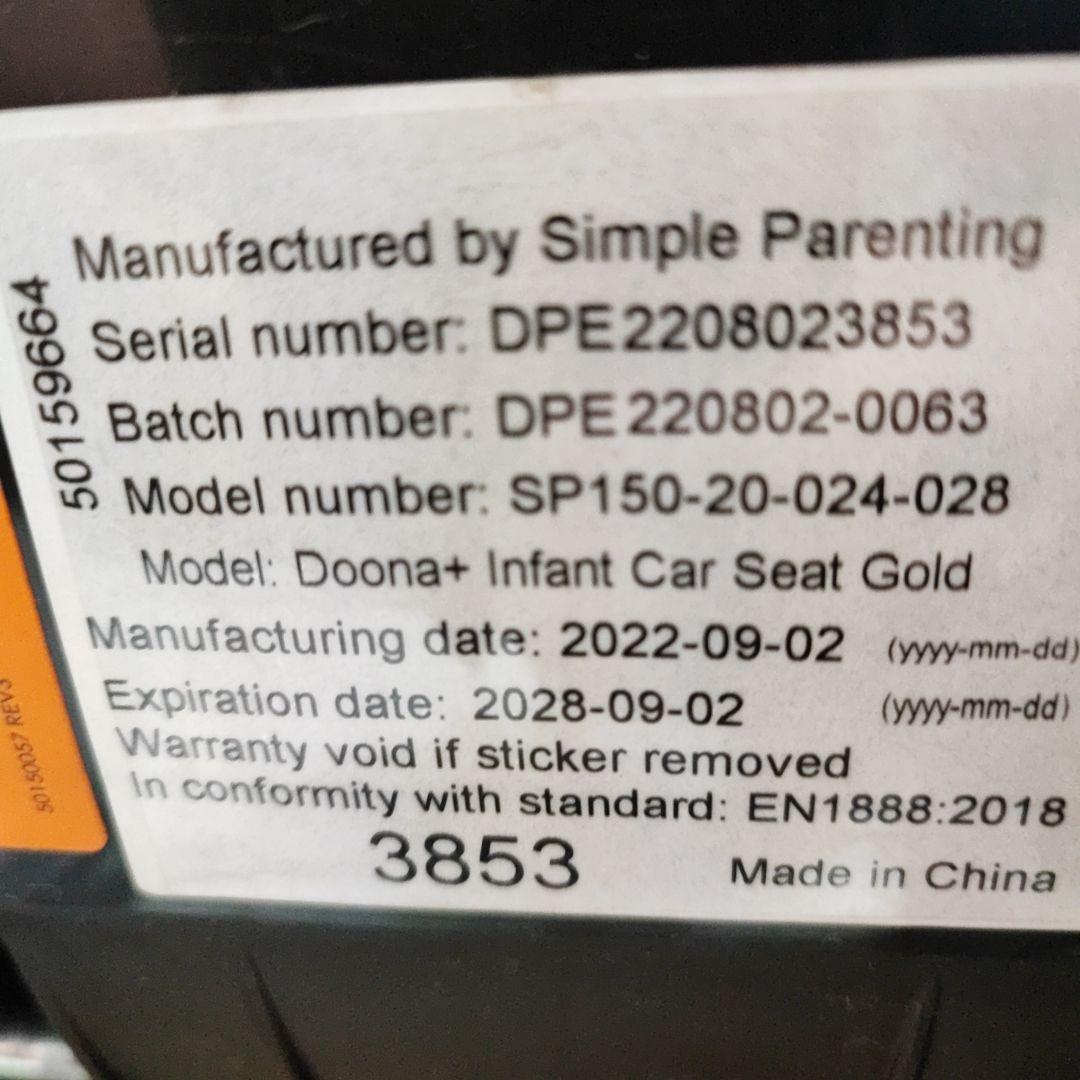 Manufactured by Simple Parenting
Serial number: DPE2208023853
Batch number: DPE220802-0063
Model number: SP150-20-024-028
Model: Doona+ Infant Car Seat Gold
Manufacturing date: 2022-09-02 (yyyy-mm-dd)
Expiration date: 2028-09-02 (yyyy-mm-dd)
Warranty void if sticker removed
In conformity with standard: EN1888:2018
3853 Made in China
50159664
50150057 REV3